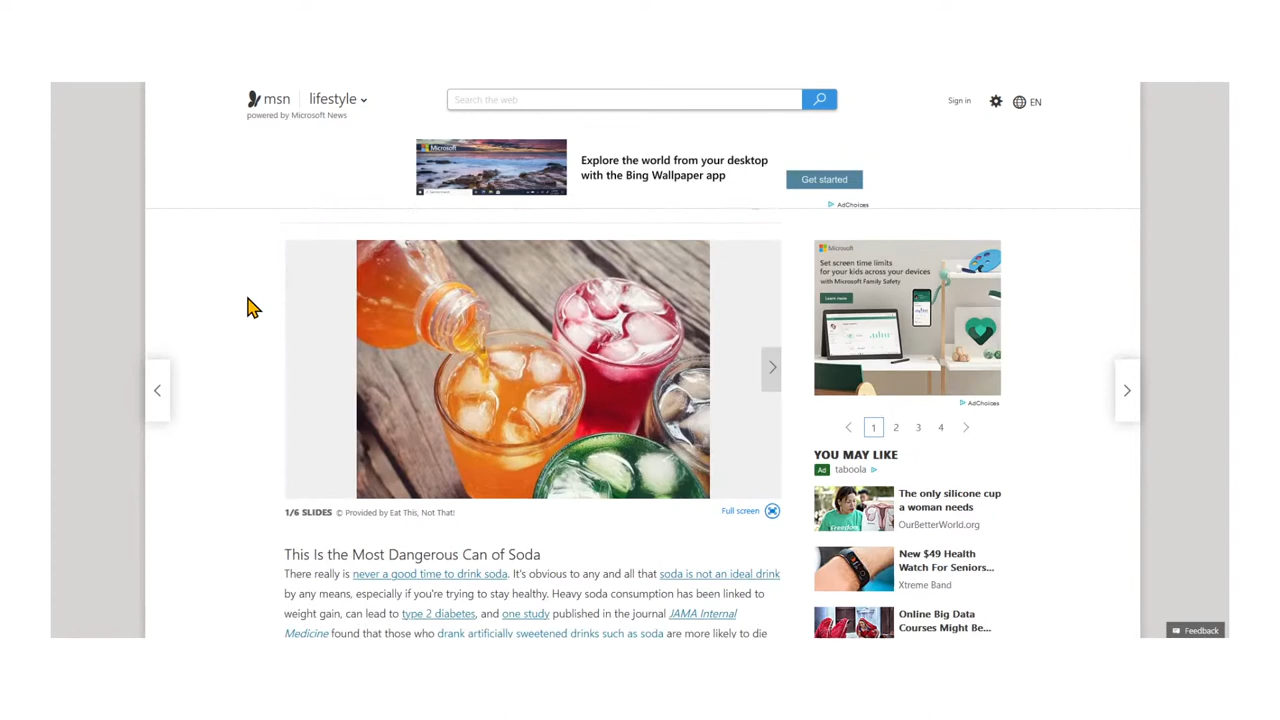 msn lifestyle
powered by Microsoft News
Search the web
Sign in
EN
Microsoft
Explore the world from your desktop
with the Bing Wallpaper app
Get started
AdChoices
Microsoft
Set screen time limits
for your kids across your devices
with Microsoft Family Safety
Learn more
AdChoices
1 2 3 4
YOU MAY LIKE
Ad taboola
The only silicone cup
a woman needs
OurBetterWorld.org
New $49 Health
Watch For Seniors...
Xtreme Band
Online Big Data
Courses Might Be...
1/6 SLIDES © Provided by Eat This, Not That!
Full screen
This Is the Most Dangerous Can of Soda
There really is never a good time to drink soda. It's obvious to any and all that soda is not an ideal drink
by any means, especially if you're trying to stay healthy. Heavy soda consumption has been linked to
weight gain, can lead to type 2 diabetes, and one study published in the journal JAMA Internal
Medicine found that those who drank artificially sweetened drinks such as soda are more likely to die
Feedback